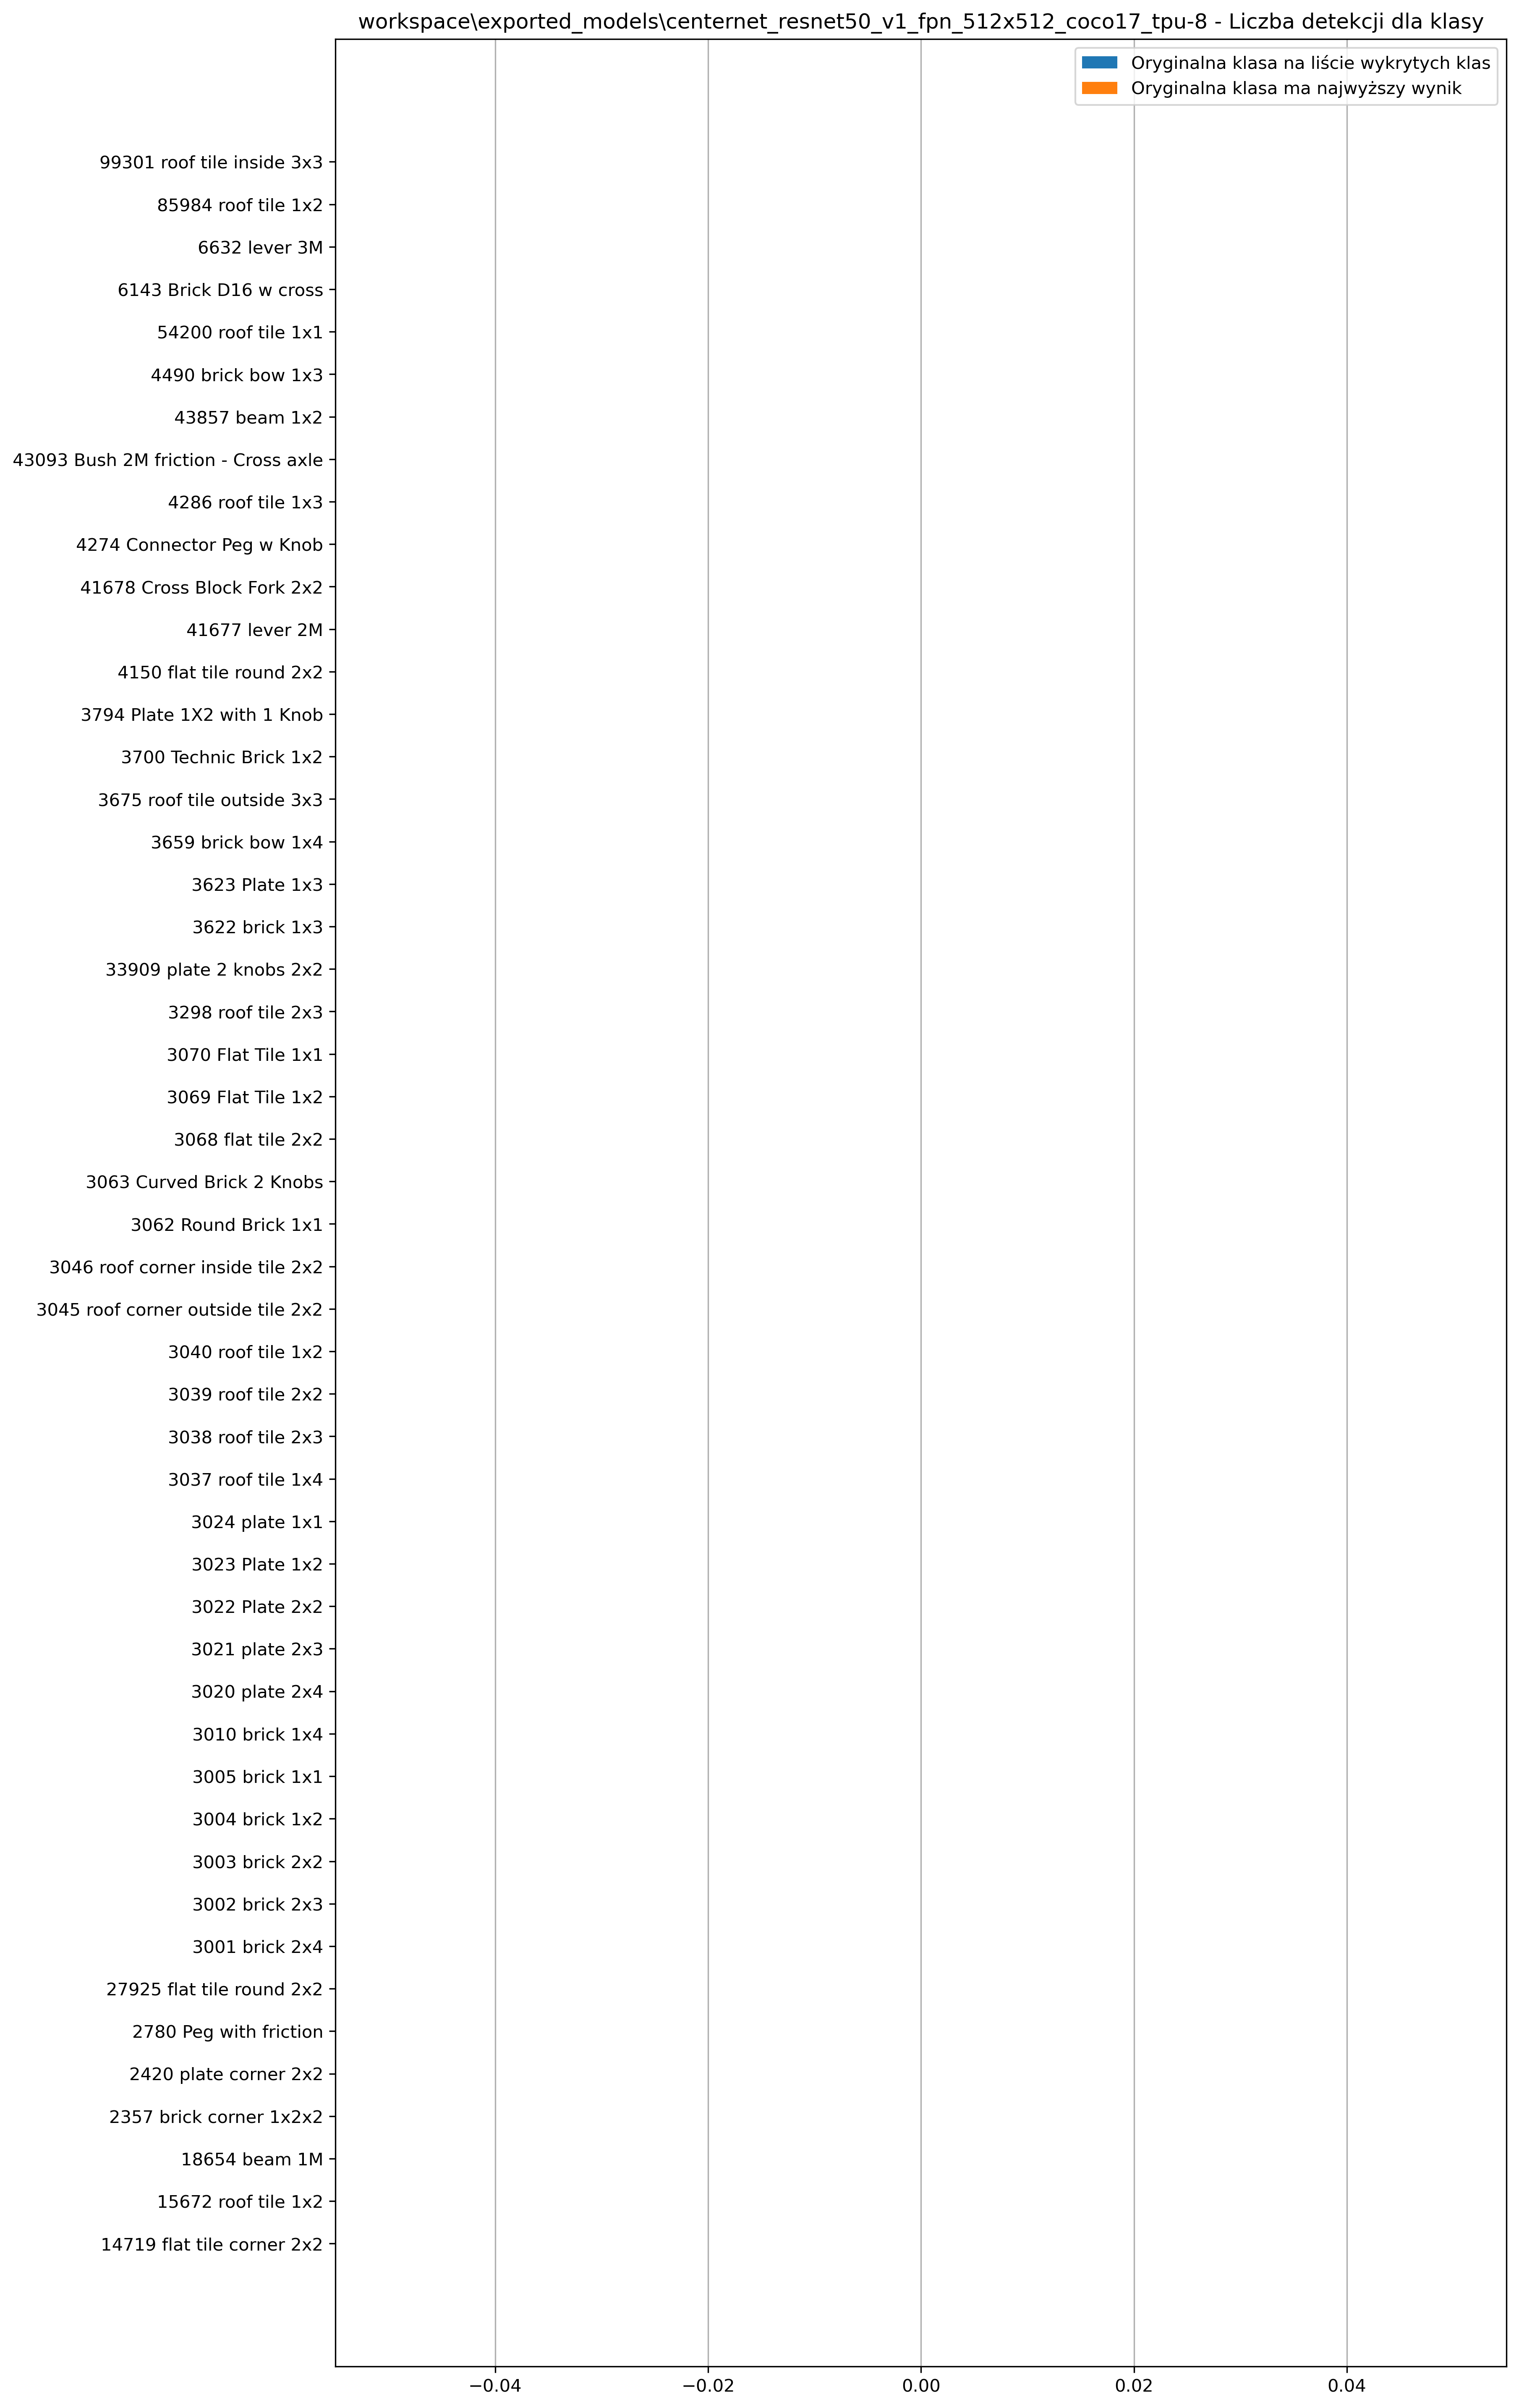 workspace\exported_models\centernet_resnet50_v1_fpn_512x512_coco17_tpu-8 - Liczba detekcji dla klasy
Oryginalna klasa na liście wykrytych klas
Oryginalna klasa ma najwyższy wynik
99301 roof tile inside 3x3
85984 roof tile 1x2
6632 lever 3M
6143 Brick D16 w cross
54200 roof tile 1x1
4490 brick bow 1x3
43857 beam 1x2
43093 Bush 2M friction - Cross axle
4286 roof tile 1x3
4274 Connector Peg w Knob
41678 Cross Block Fork 2x2
41677 lever 2M
4150 flat tile round 2x2
3794 Plate 1X2 with 1 Knob
3700 Technic Brick 1x2
3675 roof tile outside 3x3
3659 brick bow 1x4
3623 Plate 1x3
3622 brick 1x3
33909 plate 2 knobs 2x2
3298 roof tile 2x3
3070 Flat Tile 1x1
3069 Flat Tile 1x2
3068 flat tile 2x2
3063 Curved Brick 2 Knobs
3062 Round Brick 1x1
3046 roof corner inside tile 2x2
3045 roof corner outside tile 2x2
3040 roof tile 1x2
3039 roof tile 2x2
3038 roof tile 2x3
3037 roof tile 1x4
3024 plate 1x1
3023 Plate 1x2
3022 Plate 2x2
3021 plate 2x3
3020 plate 2x4
3010 brick 1x4
3005 brick 1x1
3004 brick 1x2
3003 brick 2x2
3002 brick 2x3
3001 brick 2x4
27925 flat tile round 2x2
2780 Peg with friction
2420 plate corner 2x2
2357 brick corner 1x2x2
18654 beam 1M
15672 roof tile 1x2
14719 flat tile corner 2x2
−0.04 −0.02 0.00 0.02 0.04